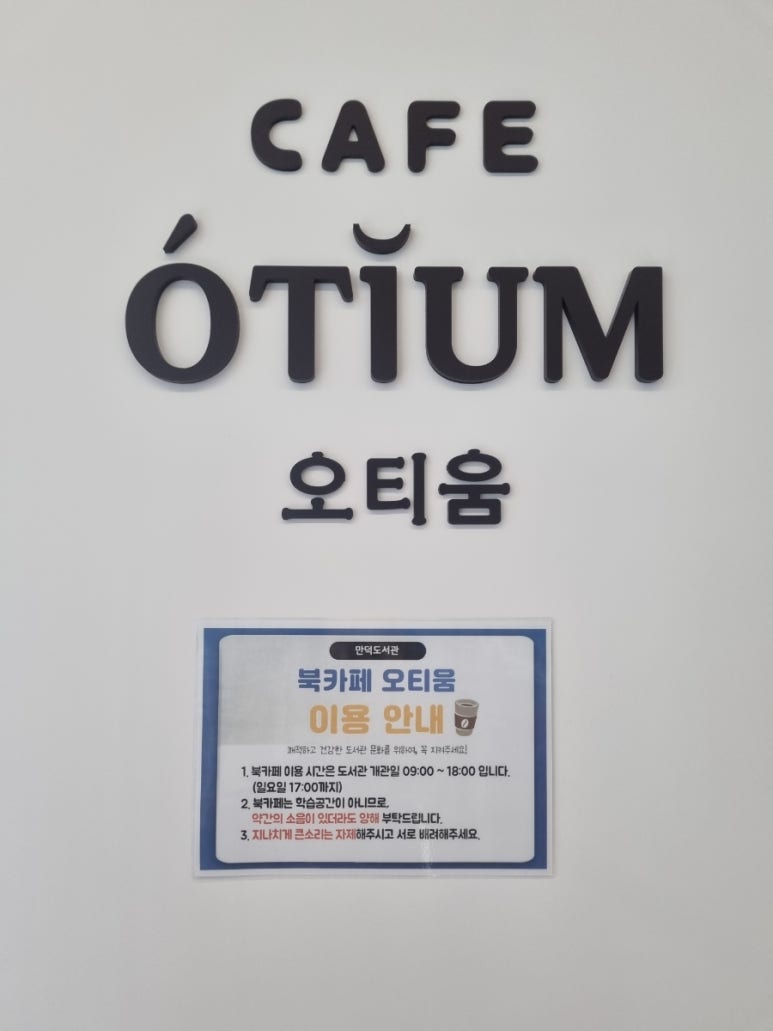 CAFE
ÓTĬUM
오티움
만덕도서관
북카페 오티움
이용 안내
쾌적하고 건강한 도서관 문화를 위하여, 꼭 지켜주세요!
1. 북카페 이용 시간은 도서관 개관일 09:00 ~ 18:00 입니다.
(일요일 17:00까지)
2. 북카페는 학습공간이 아니므로,
약간의 소음이 있더라도 양해 부탁드립니다.
3. 지나치게 큰소리는 자제해주시고 서로 배려해주세요.